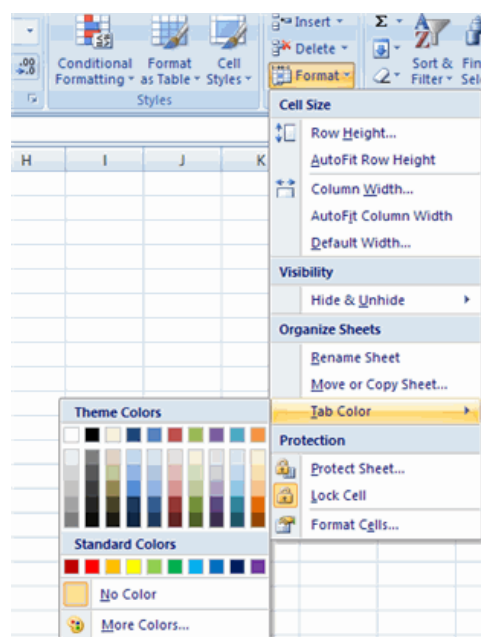 Insert
Σ
Delete
.00
.0
Conditional Formatting
Format as Table
Cell Styles
Format
Sort & Filter
Styles
Cell Size
Row Height...
AutoFit Row Height
H I J K
Column Width...
AutoFit Column Width
Default Width...
Visibility
Hide & Unhide
Organize Sheets
Rename Sheet
Move or Copy Sheet...
Tab Color
Protection
Protect Sheet...
Lock Cell
Format Cells...
Theme Colors
Standard Colors
No Color
More Colors...